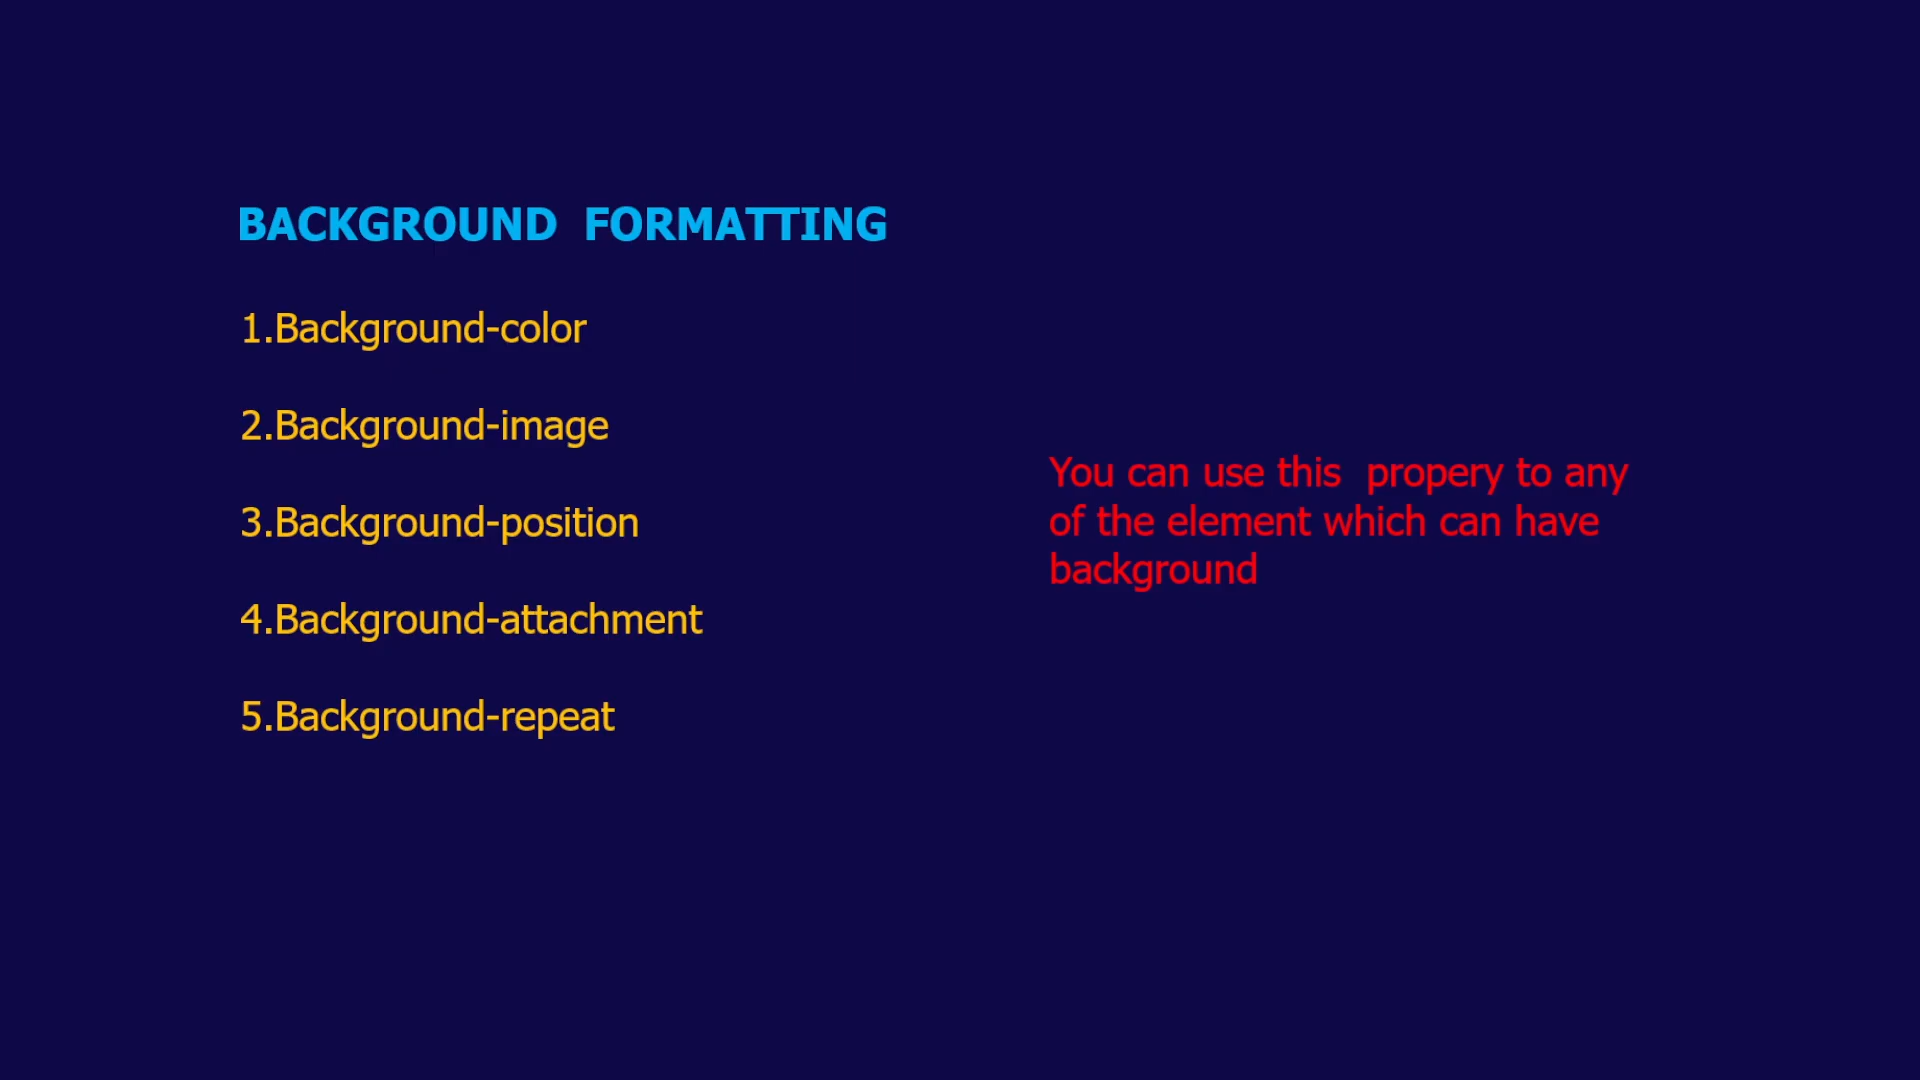 BACKGROUND  FORMATTING
1.Background-color
2.Background-image
3.Background-position
4.Background-attachment
5.Background-repeat
You can use this  propery to any
of the element which can have
background